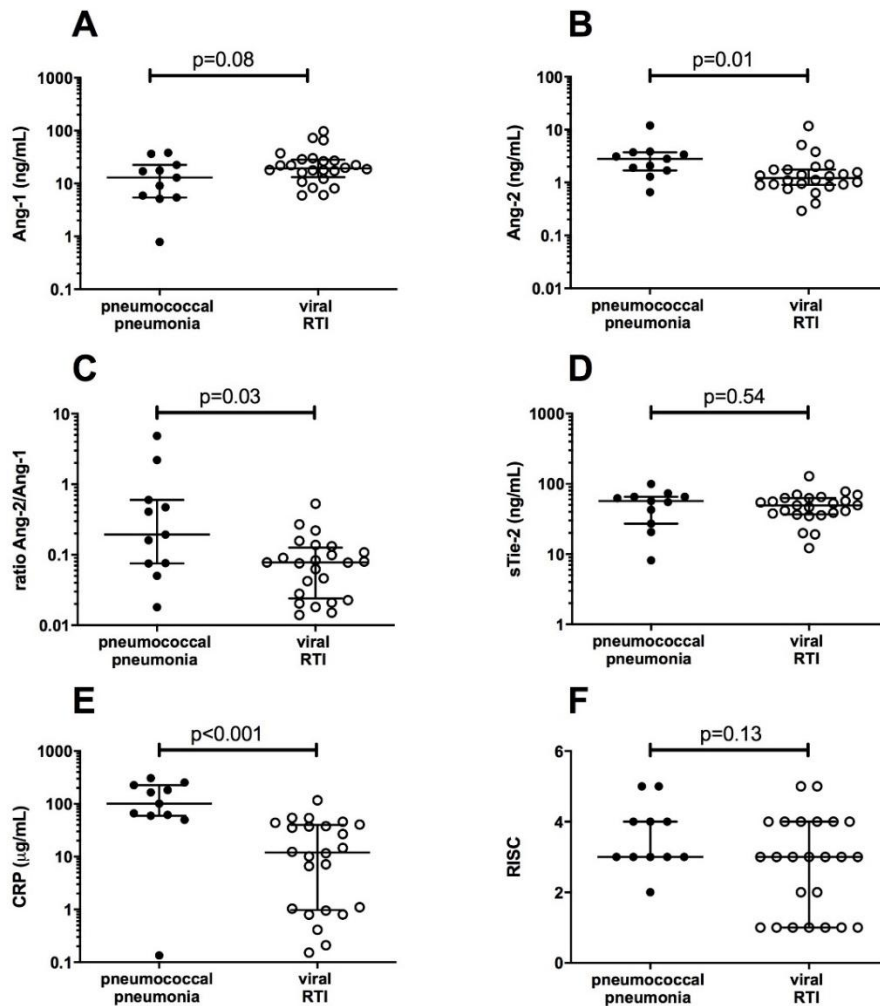 A
p=0.08
1000
100
10
1
0.1
Ang-1 (ng/mL)
pneumococcal
pneumonia
viral
RTI
B
p=0.01
100
10
1
0.1
0.01
Ang-2 (ng/mL)
pneumococcal
pneumonia
viral
RTI
C
p=0.03
10
1
0.1
0.01
ratio Ang-2/Ang-1
pneumococcal
pneumonia
viral
RTI
D
p=0.54
1000
100
10
1
sTie-2 (ng/mL)
pneumococcal
pneumonia
viral
RTI
E
p<0.001
1000
100
10
1
0.1
CRP (µg/mL)
pneumococcal
pneumonia
viral
RTI
F
p=0.13
6
4
2
0
RISC
pneumococcal
pneumonia
viral
RTI